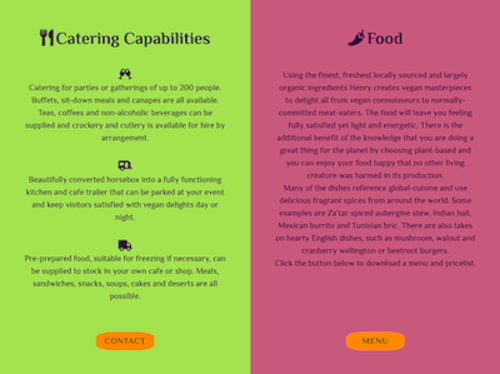 Catering Capabilities
Catering for parties or gatherings of up to 200 people.
Buffets, sit-down meals and canapes are all available.
Teas, coffees and non-alcoholic beverages can be
supplied and crockery and cutlery is available for hire by
arrangement.
Beautifully converted horsebox into a fully functioning
kitchen and cafe trailer that can be parked at your event
and keep visitors satisfied with vegan delights day or
night.
Pre-prepared food, suitable for freezing if necessary, can
be supplied to stock in your own cafe or shop. Meals,
sandwiches, snacks, soups, cakes and deserts are all
possible.
CONTACT
Food
Using the finest, freshest locally sourced and largely
organic ingredients Henry creates vegan masterpieces
to delight all from vegan connoisseurs to normally-
committed meat-eaters. The food will leave you feeling
fully satisfied yet light and energetic. There is the
additional benefit of the knowledge that you are doing a
great thing for the planet by choosing plant-based and
you can enjoy your food happy that no other living
creature was harmed in its production.
Many of the dishes reference global-cuisine and use
delicious fragrant spices from around the world. Some
examples are Za'tar spiced aubergine stew, Indian hall,
Mexican burrito and Tunisian bric. There are also takes
on hearty English dishes, such as mushroom, walnut and
cranberry wellington or beetroot burgers.
Click the button below to download a menu and pricelist.
MENU